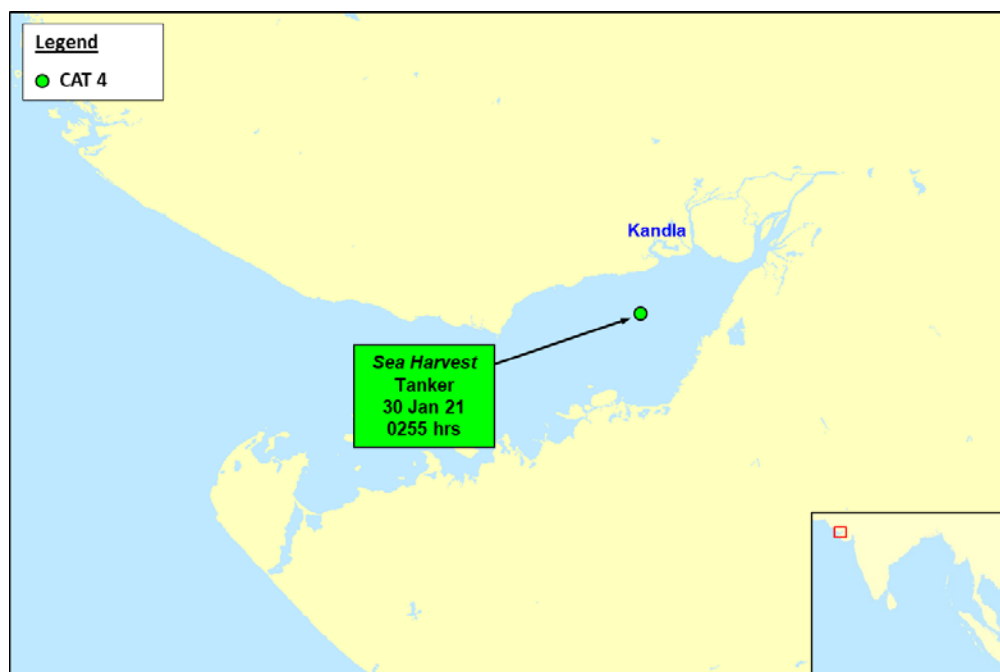 Legend
CAT 4
Kandla
Sea Harvest
Tanker
30 Jan 21
0255 hrs